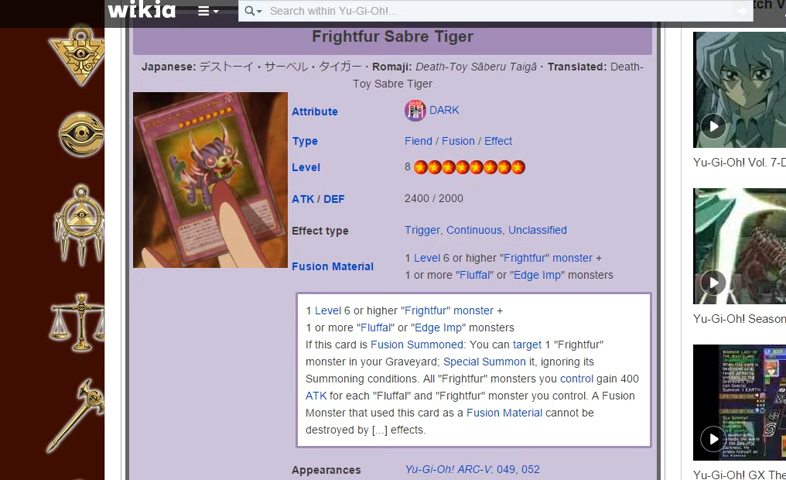 wikia
Search within Yu-Gi-Oh!...
Frightfur Sabre Tiger
Japanese: デストーイ・サーベル・タイガー · Romaji: Death-Toy Sāberu Taigā · Translated: Death-
Toy Sabre Tiger
Attribute
DARK
Type
Fiend / Fusion / Effect
Level
8
ATK / DEF
2400 / 2000
Effect type
Trigger, Continuous, Unclassified
Fusion Material
1 Level 6 or higher "Frightfur" monster +
1 or more "Fluffal" or "Edge Imp" monsters
1 Level 6 or higher "Frightfur" monster +
1 or more "Fluffal" or "Edge Imp" monsters
If this card is Fusion Summoned: You can target 1 "Frightfur"
monster in your Graveyard; Special Summon it, ignoring its
Summoning conditions. All "Frightfur" monsters you control gain 400
ATK for each "Fluffal" and "Frightfur" monster you control. A Fusion
Monster that used this card as a Fusion Material cannot be
destroyed by [...] effects.
Appearances
Yu-Gi-Oh! ARC-V: 049, 052
tch V
Yu-Gi-Oh! Vol. 7-D
Yu-Gi-Oh! Season
Yu-Gi-Oh! GX The